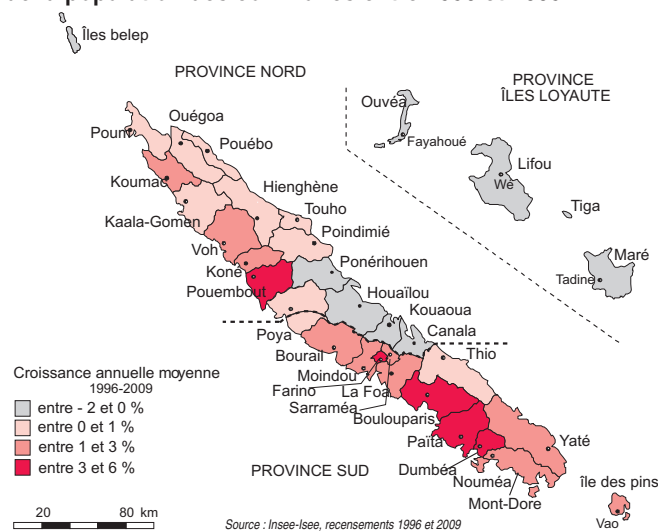 Îles belep
PROVINCE NORD
PROVINCE
ÎLES LOYAUTE
Ouvéa
Fayahoué
Lifou
We
Tiga
Maré
Tadine
Ouégoa
Poum
Pouébo
Koumac
Hienghène
Kaala-Gomen
Touho
Poindimié
Voh
Ponérihouen
Koné
Pouembout
Houaïlou
Kouaoua
Canala
Poya
Thio
Bourail
Moindou
Farino
La Foa
Sarraméa
Boulouparis
Païta
Yaté
Dumbéa
Nouméa
Mont-Dore
île des pins
Vao
PROVINCE SUD
Croissance annuelle moyenne
1996-2009
entre - 2 et 0 %
entre 0 et 1 %
entre 1 et 3 %
entre 3 et 6 %
20 80 km
Source : Insee-Isee, recensements 1996 et 2009